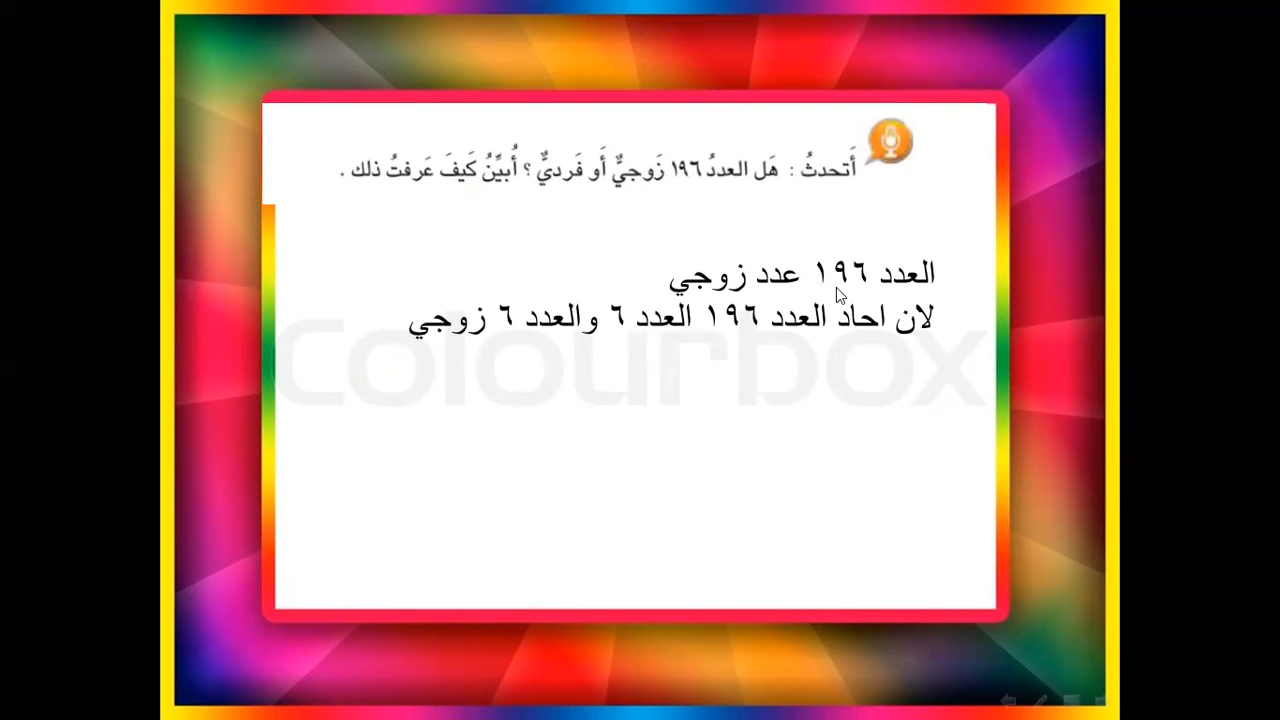 أَتحدثُ : هَل العددُ ١٩٦ زَوجيٌّ أَو فَرديٌّ ؟ أُبيِّنُ كَيفَ عَرفتُ ذلك .
العدد ١٩٦ عدد زوجي
لان احاد العدد ١٩٦ العدد ٦ والعدد ٦ زوجي
colourbox